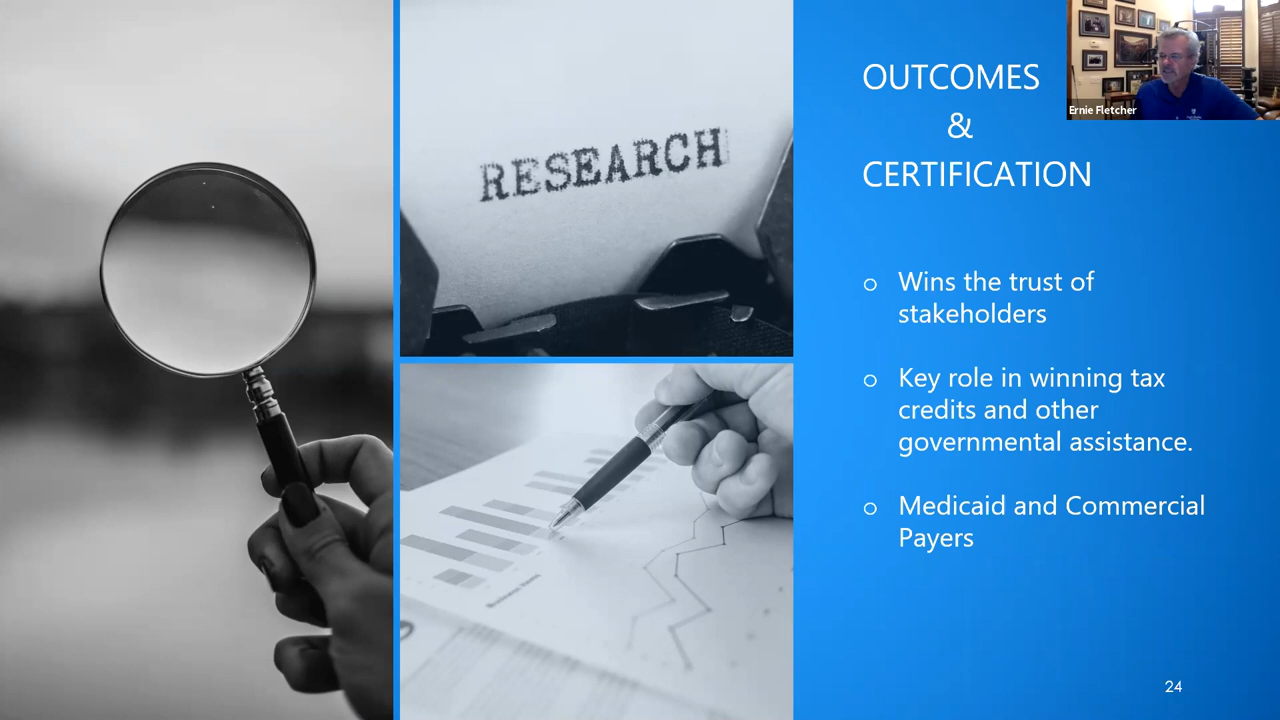 OUTCOMES
&
CERTIFICATION
Ernie Fletcher
RESEARCH
o Wins the trust of
stakeholders
o Key role in winning tax
credits and other
governmental assistance.
o Medicaid and Commercial
Payers
24